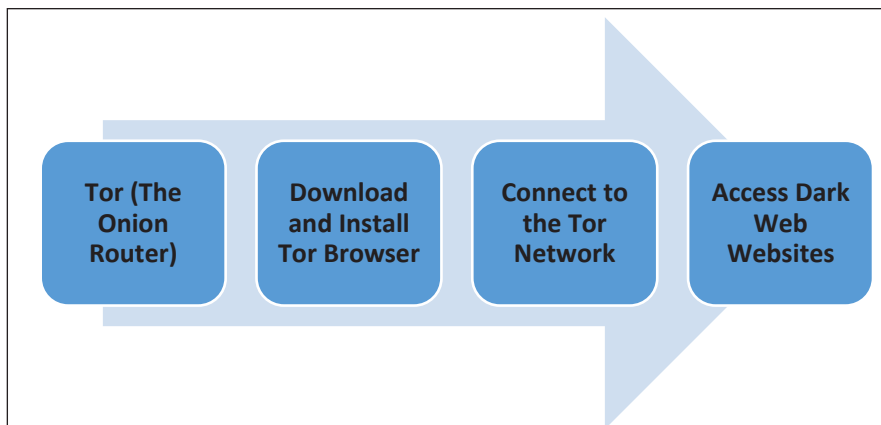 Tor (The
Onion
Router)
Download
and Install
Tor Browser
Connect to
the Tor
Network
Access Dark
Web
Websites